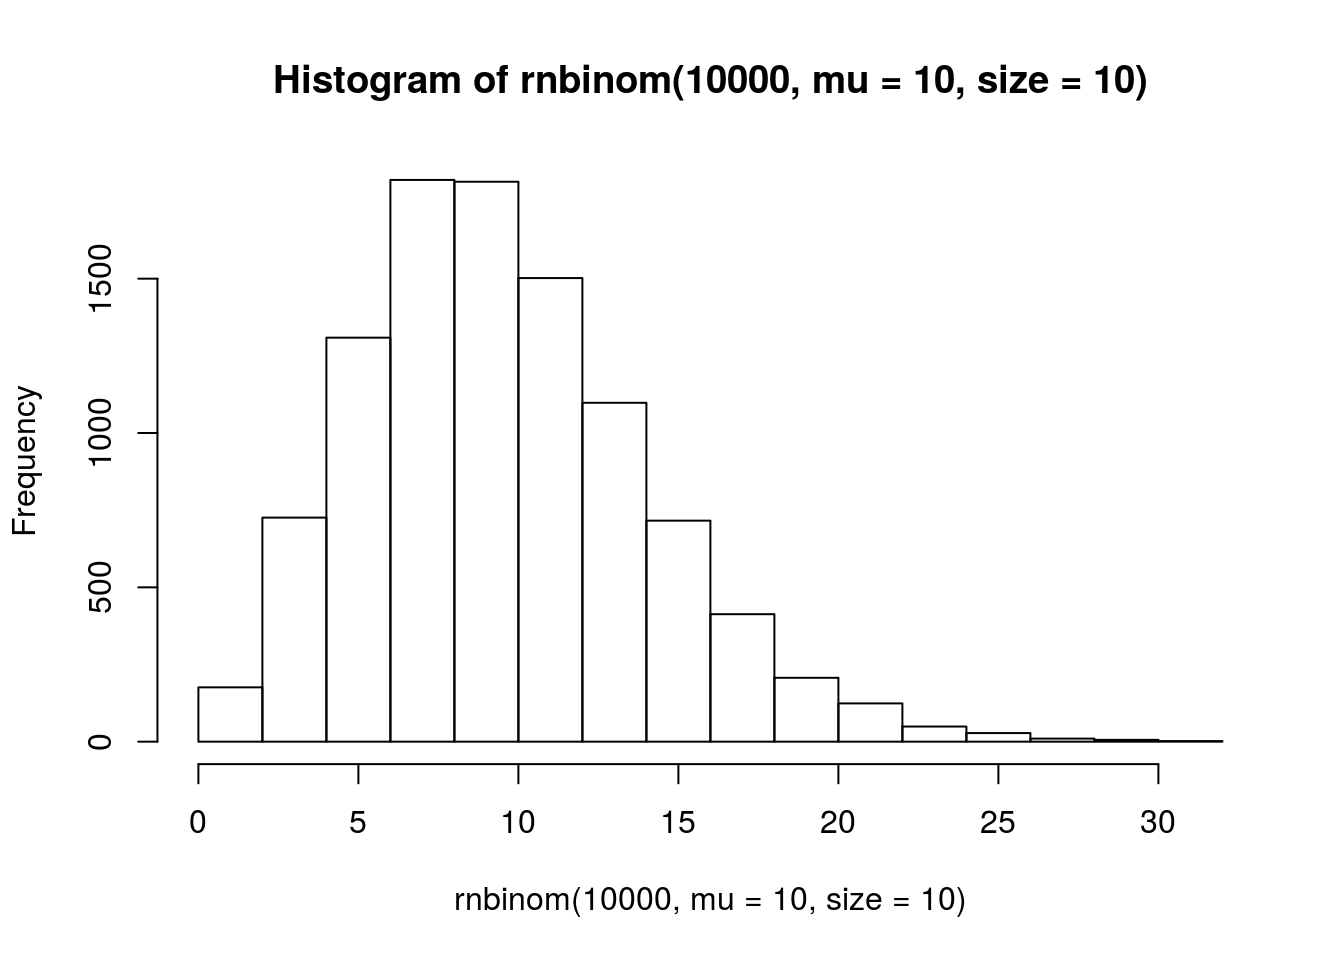 Histogram of rnbinom(10000, mu = 10, size = 10)
Frequency
1500
1000
500
0
0 5 10 15 20 25 30
rnbinom(10000, mu = 10, size = 10)